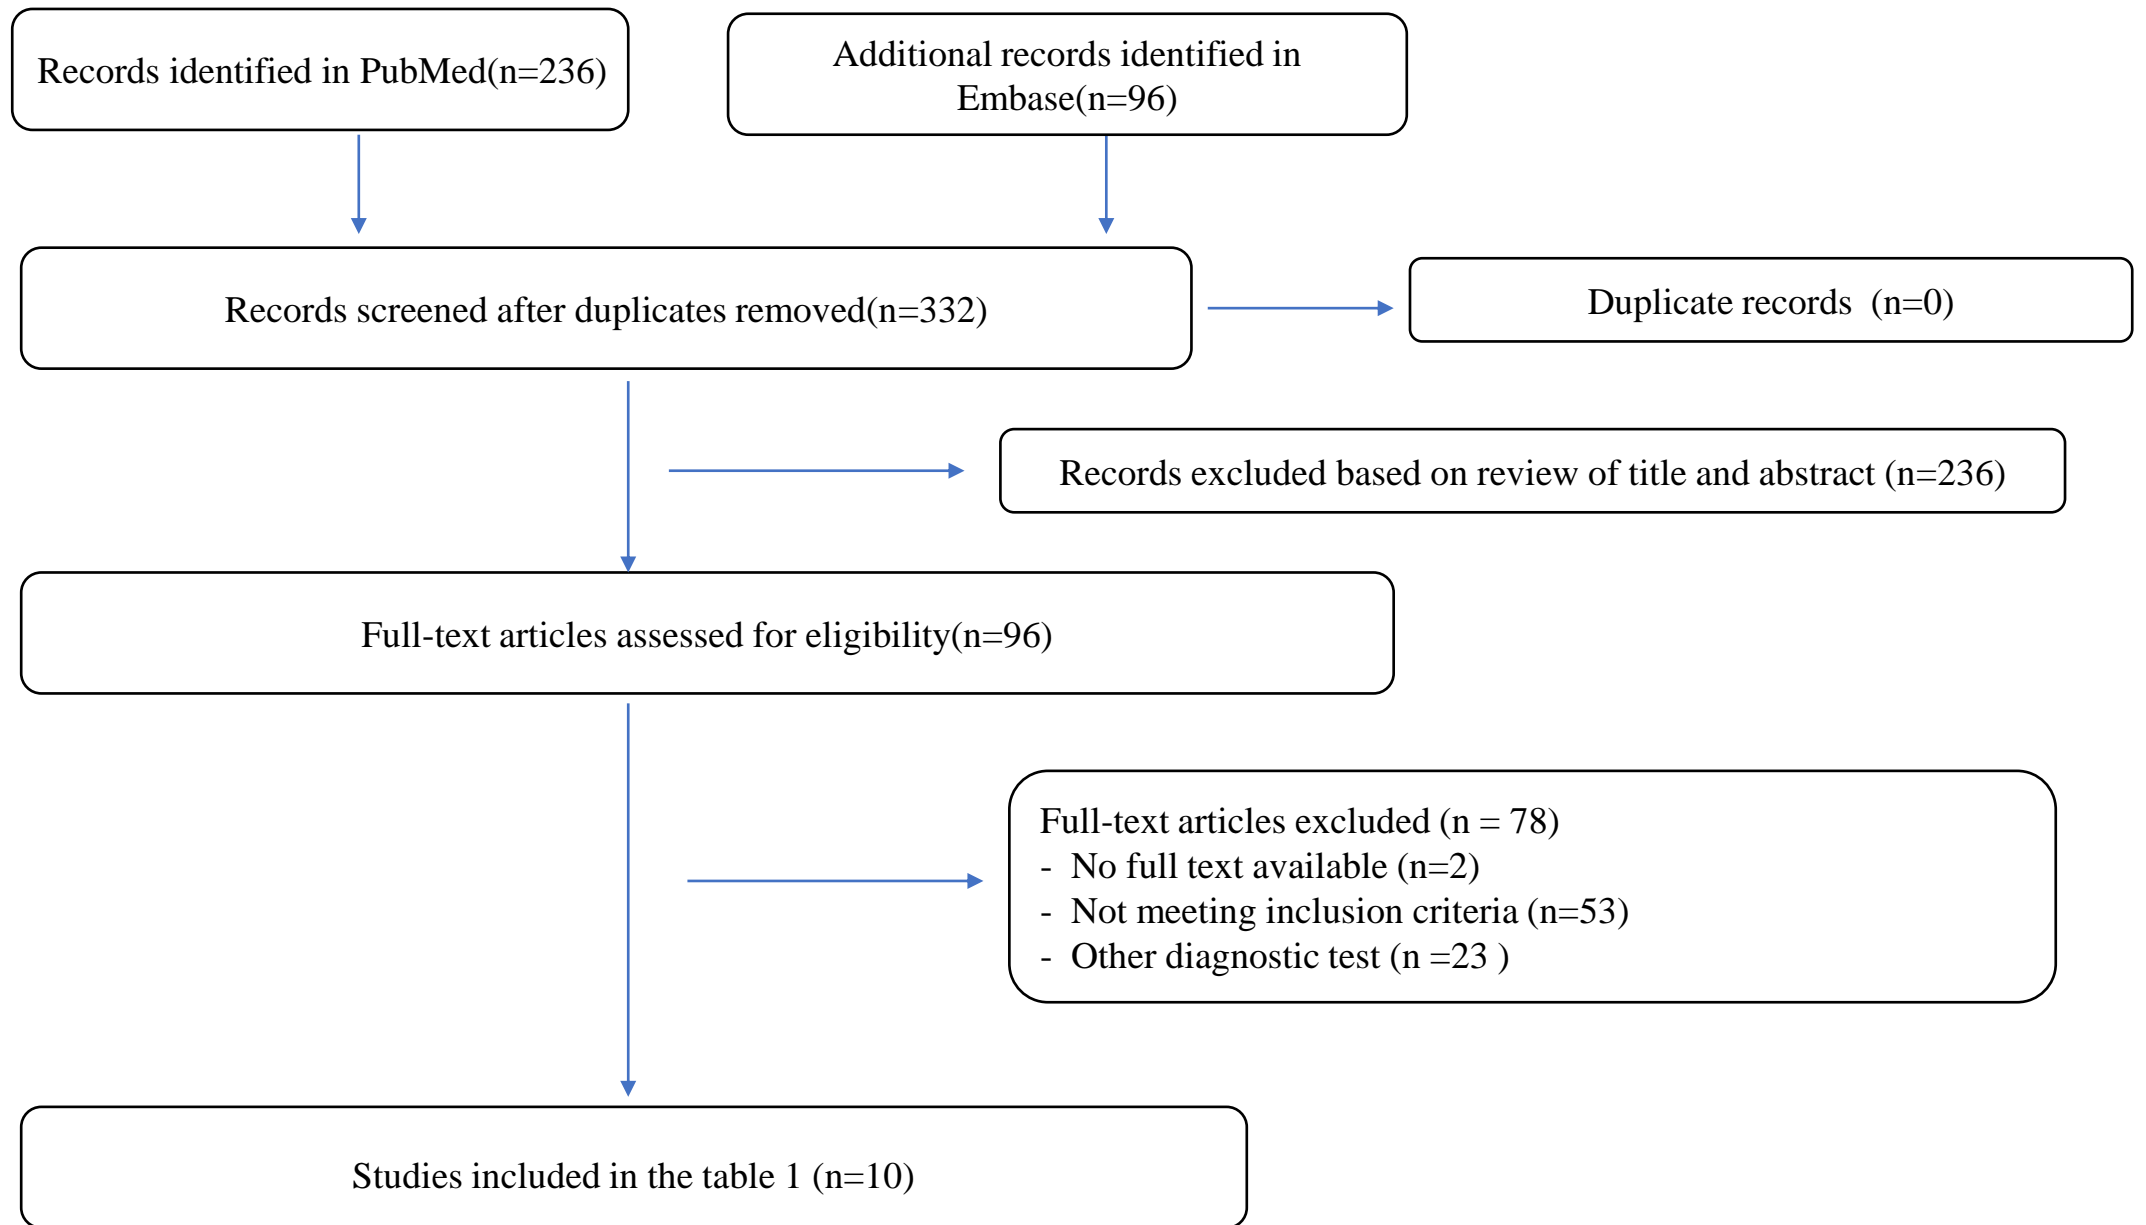 Records identified in PubMed(n=236)
Additional records identified in
Embase(n=96)
Records screened after duplicates removed(n=332)
Duplicate records  (n=0)
Records excluded based on review of title and abstract (n=236)
Full-text articles assessed for eligibility(n=96)
Full-text articles excluded (n = 78)
-  No full text available (n=2)
-  Not meeting inclusion criteria (n=53)
-  Other diagnostic test (n =23 )
Studies included in the table 1 (n=10)